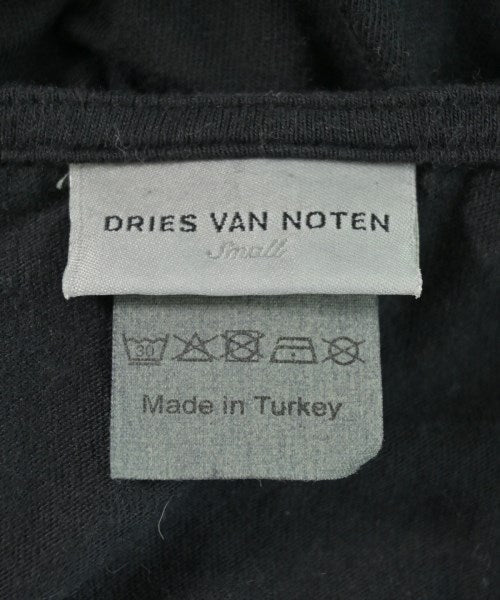 DRIES VAN NOTEN
Small
30
Made in Turkey